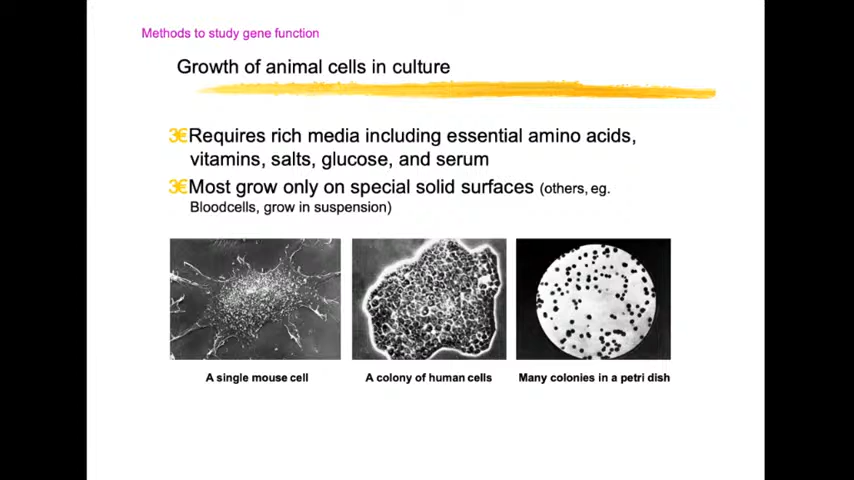 Methods to study gene function
Growth of animal cells in culture
3€Requires rich media including essential amino acids,
vitamins, salts, glucose, and serum
3€Most grow only on special solid surfaces (others, eg.
Bloodcells, grow in suspension)
A single mouse cell
A colony of human cells
Many colonies in a petri dish